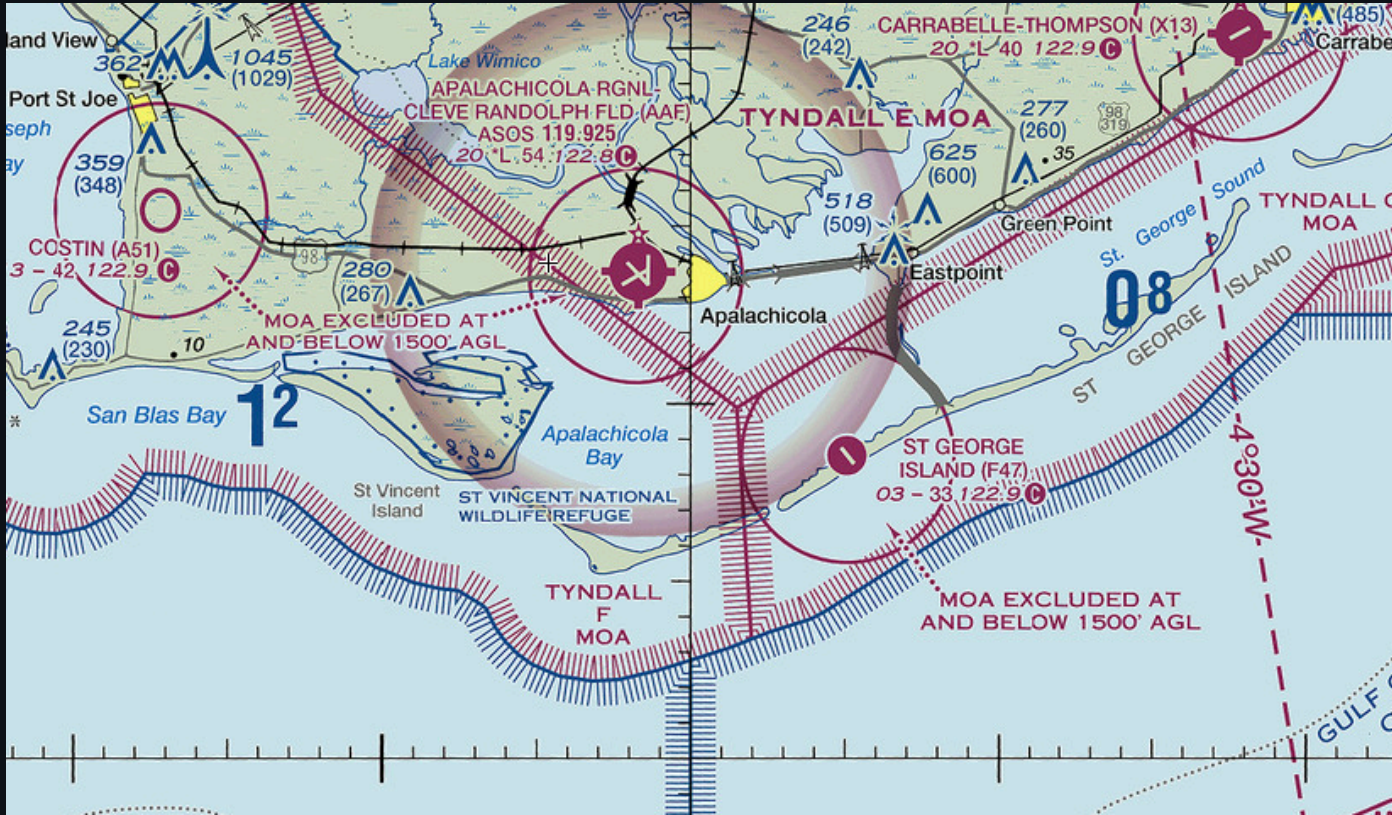 land View
362
1045
(1029)
Port St Joe
seph
ay
359
(348)
COSTIN (A51)
3 – 42 122.9 C
245
(230)
10
98
280
(267)
MOA EXCLUDED AT
AND BELOW 1500' AGL
Lake Wimico
APALACHICOLA RGNL-
CLEVE RANDOLPH FLD (AAF)
ASOS 119.925
20 *L 54 122.8 C
246
(242)
CARRABELLE-THOMPSON (X13)
20 *L 40 122.9 C
(485)
Carrabe
TYNDALL E MOA
277
(260)
98
319
35
625
(600)
518
(509)
Green Point
Eastpoint
Apalachicola
St. George Sound
TYNDALL
MOA
08
ST GEORGE ISLAND
San Blas Bay
12
*
Apalachicola
Bay
St Vincent
Island
ST VINCENT NATIONAL
WILDLIFE REFUGE
ST GEORGE
ISLAND (F47)
03 – 33 122.9 C
MOA EXCLUDED AT
AND BELOW 1500' AGL
TYNDALL
F
MOA
4°30'W
GULF